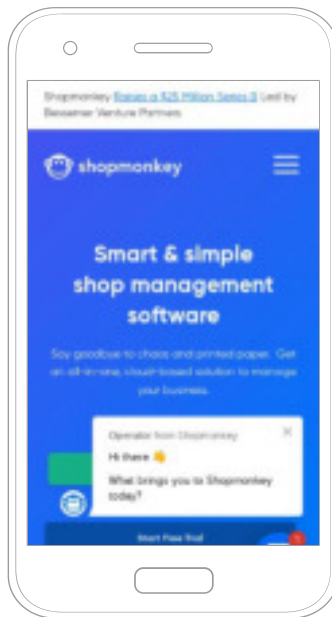 Shopmonkey Raises a $25 Million Series B Led by
Bessemer Venture Partners
shopmonkey
Smart & simple
shop management
software
Say goodbye to chaos and printed paper. Get
an all-in-one, cloud-based solution to manage
your business.
Operator from Shopmonkey
Hi there 👋
What brings you to Shopmonkey
today?
Start Free Trial
1